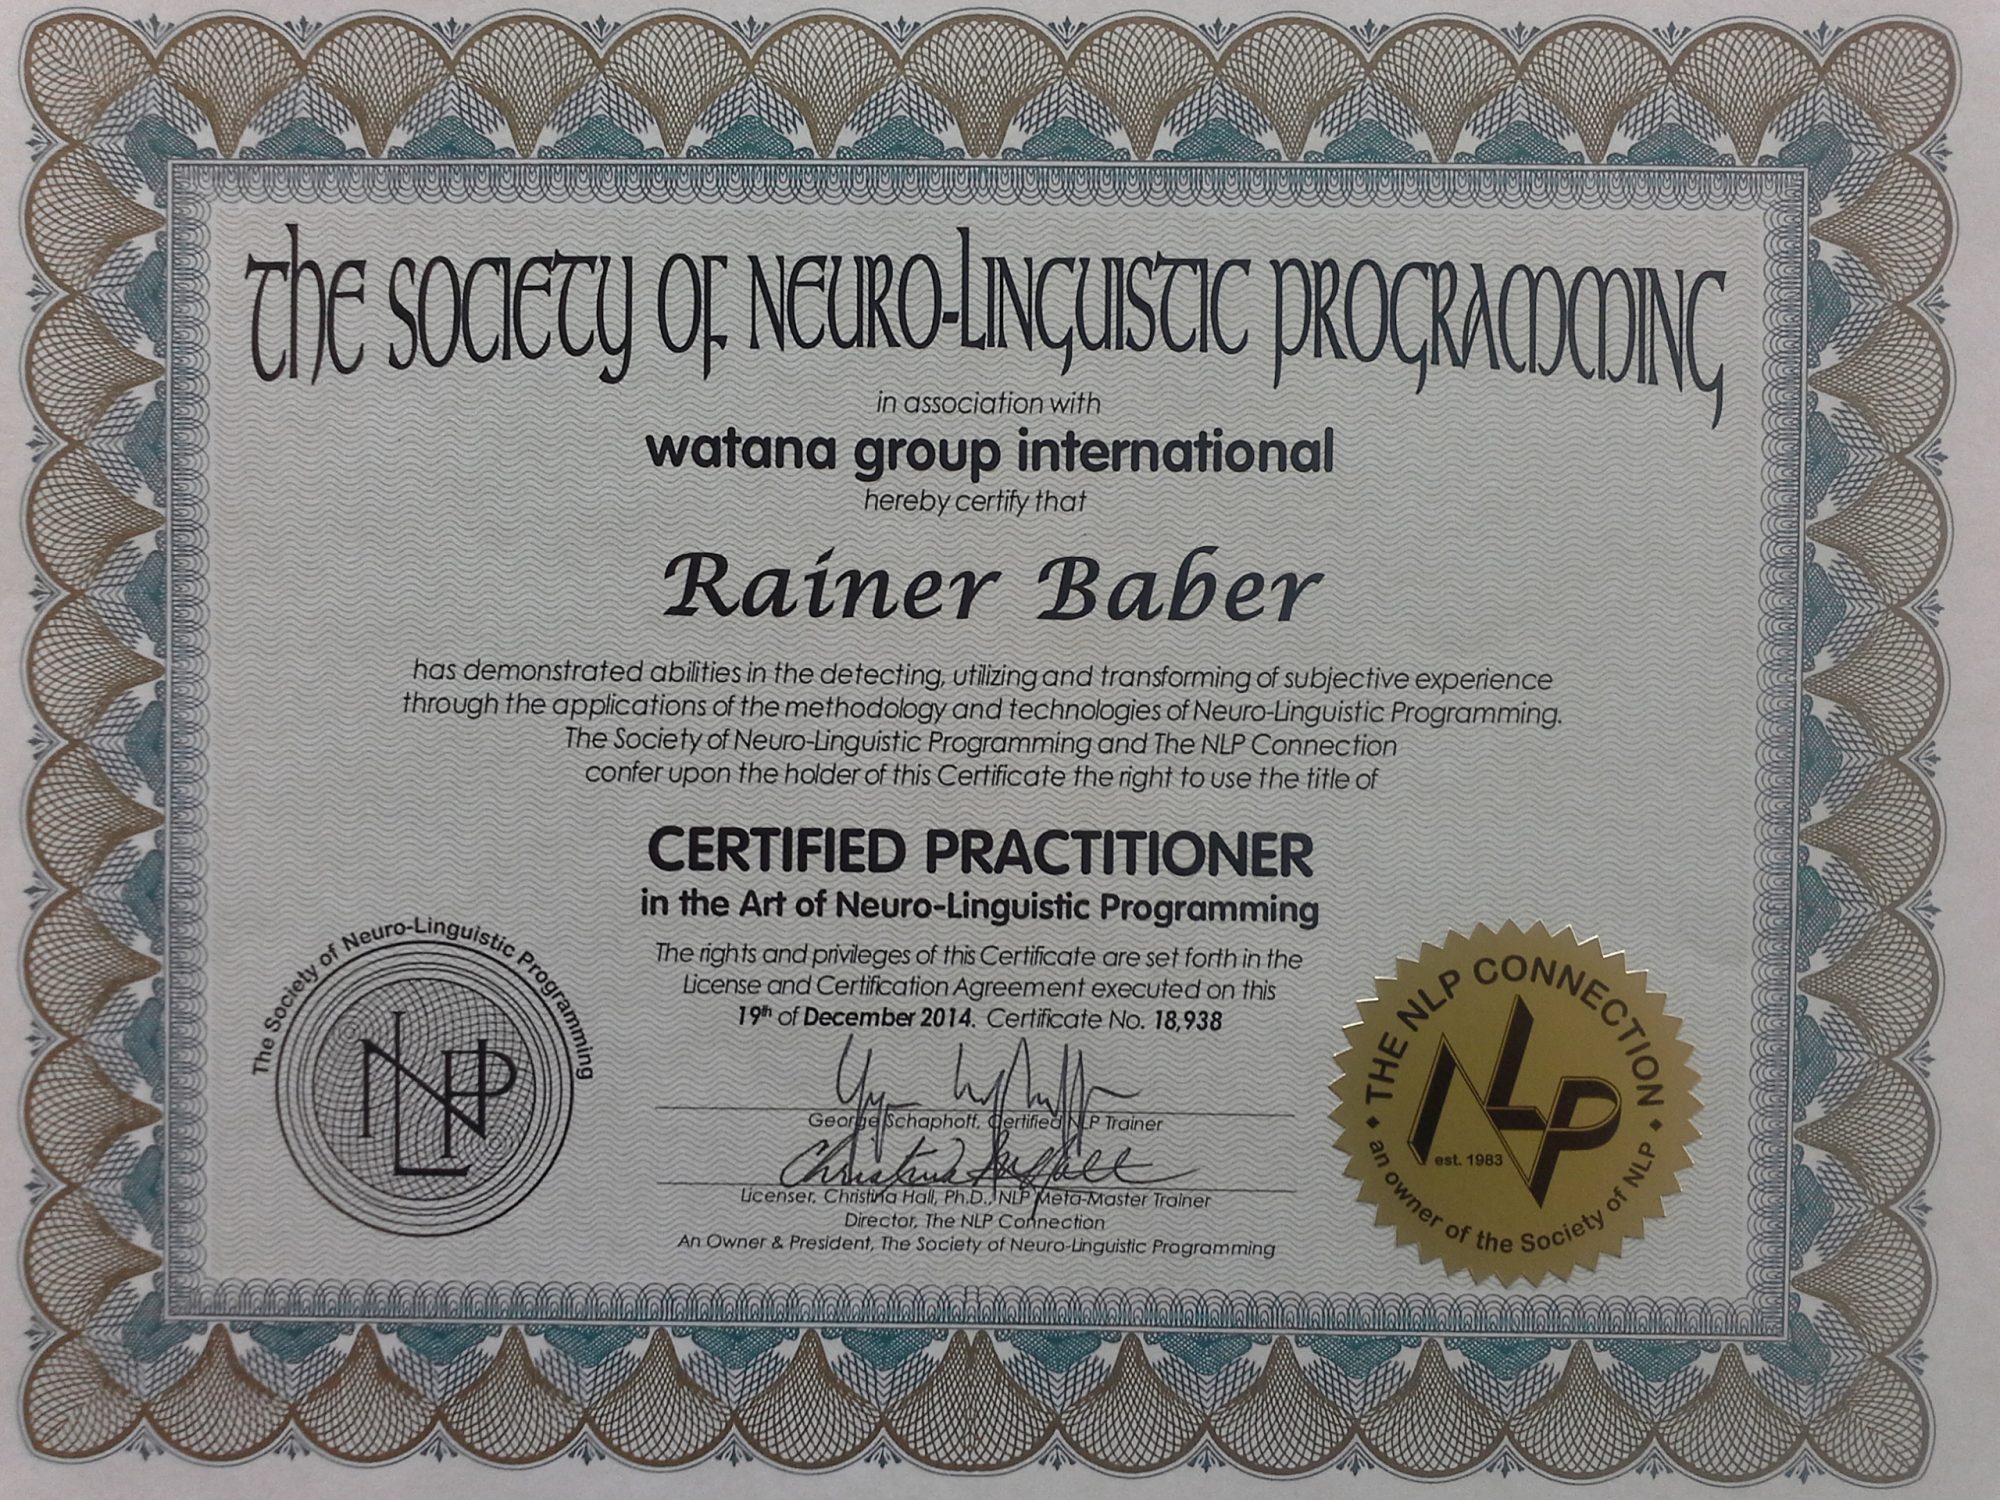 The Society of Neuro-Linguistic Programming
in association with
watana group international
hereby certify that
Rainer Baber
has demonstrated abilities in the detecting, utilizing and transforming of subjective experience
through the applications of the methodology and technologies of Neuro-Linguistic Programming.
The Society of Neuro-Linguistic Programming and The NLP Connection
confer upon the holder of this Certificate the right to use the title of
CERTIFIED PRACTITIONER
in the Art of Neuro-Linguistic Programming
The rights and privileges of this Certificate are set forth in the
License and Certification Agreement executed on this
19th of December 2014. Certificate No. 18,938
George Schaphoff, Certified NLP Trainer
Licenser, Christina Hall, Ph.D., NLP Meta-Master Trainer
Director, The NLP Connection
An Owner & President, The Society of Neuro-Linguistic Programming
The Society of Neuro-Linguistic Programming
NLP
THE NLP CONNECTION
NLP
est. 1983
an owner of the Society of NLP